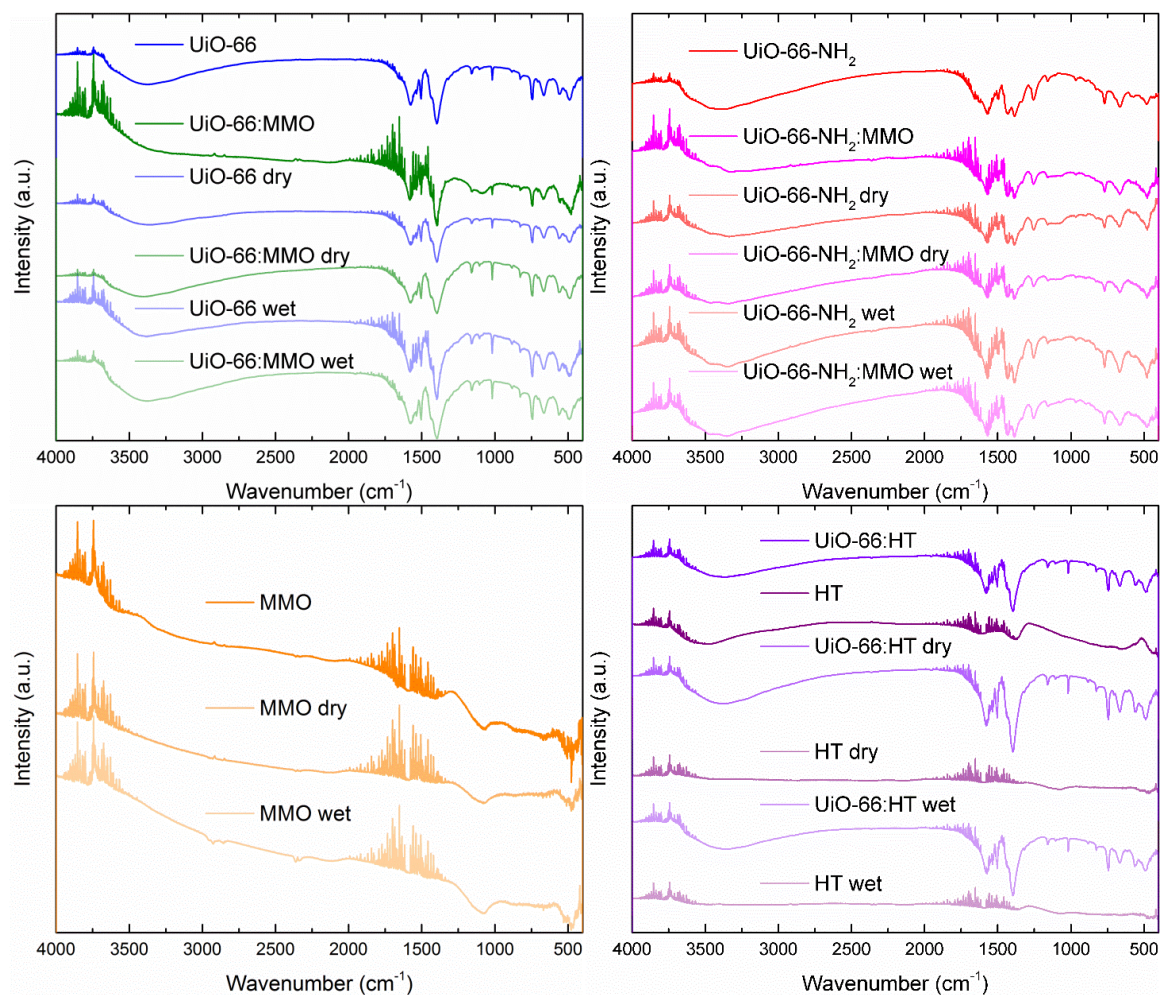 Intensity (a.u.)
UiO-66
UiO-66:MMO
UiO-66 dry
UiO-66:MMO dry
UiO-66 wet
UiO-66:MMO wet
4000 3500 3000 2500 2000 1500 1000 500
Wavenumber (cm⁻¹)
Intensity (a.u.)
UiO-66-NH₂
UiO-66-NH₂:MMO
UiO-66-NH₂ dry
UiO-66-NH₂:MMO dry
UiO-66-NH₂ wet
UiO-66-NH₂:MMO wet
4000 3500 3000 2500 2000 1500 1000 500
Wavenumber (cm⁻¹)
Intensity (a.u.)
MMO
MMO dry
MMO wet
4000 3500 3000 2500 2000 1500 1000 500
Wavenumber (cm⁻¹)
Intensity (a.u.)
UiO-66:HT
HT
UiO-66:HT dry
HT dry
UiO-66:HT wet
HT wet
4000 3500 3000 2500 2000 1500 1000 500
Wavenumber (cm⁻¹)